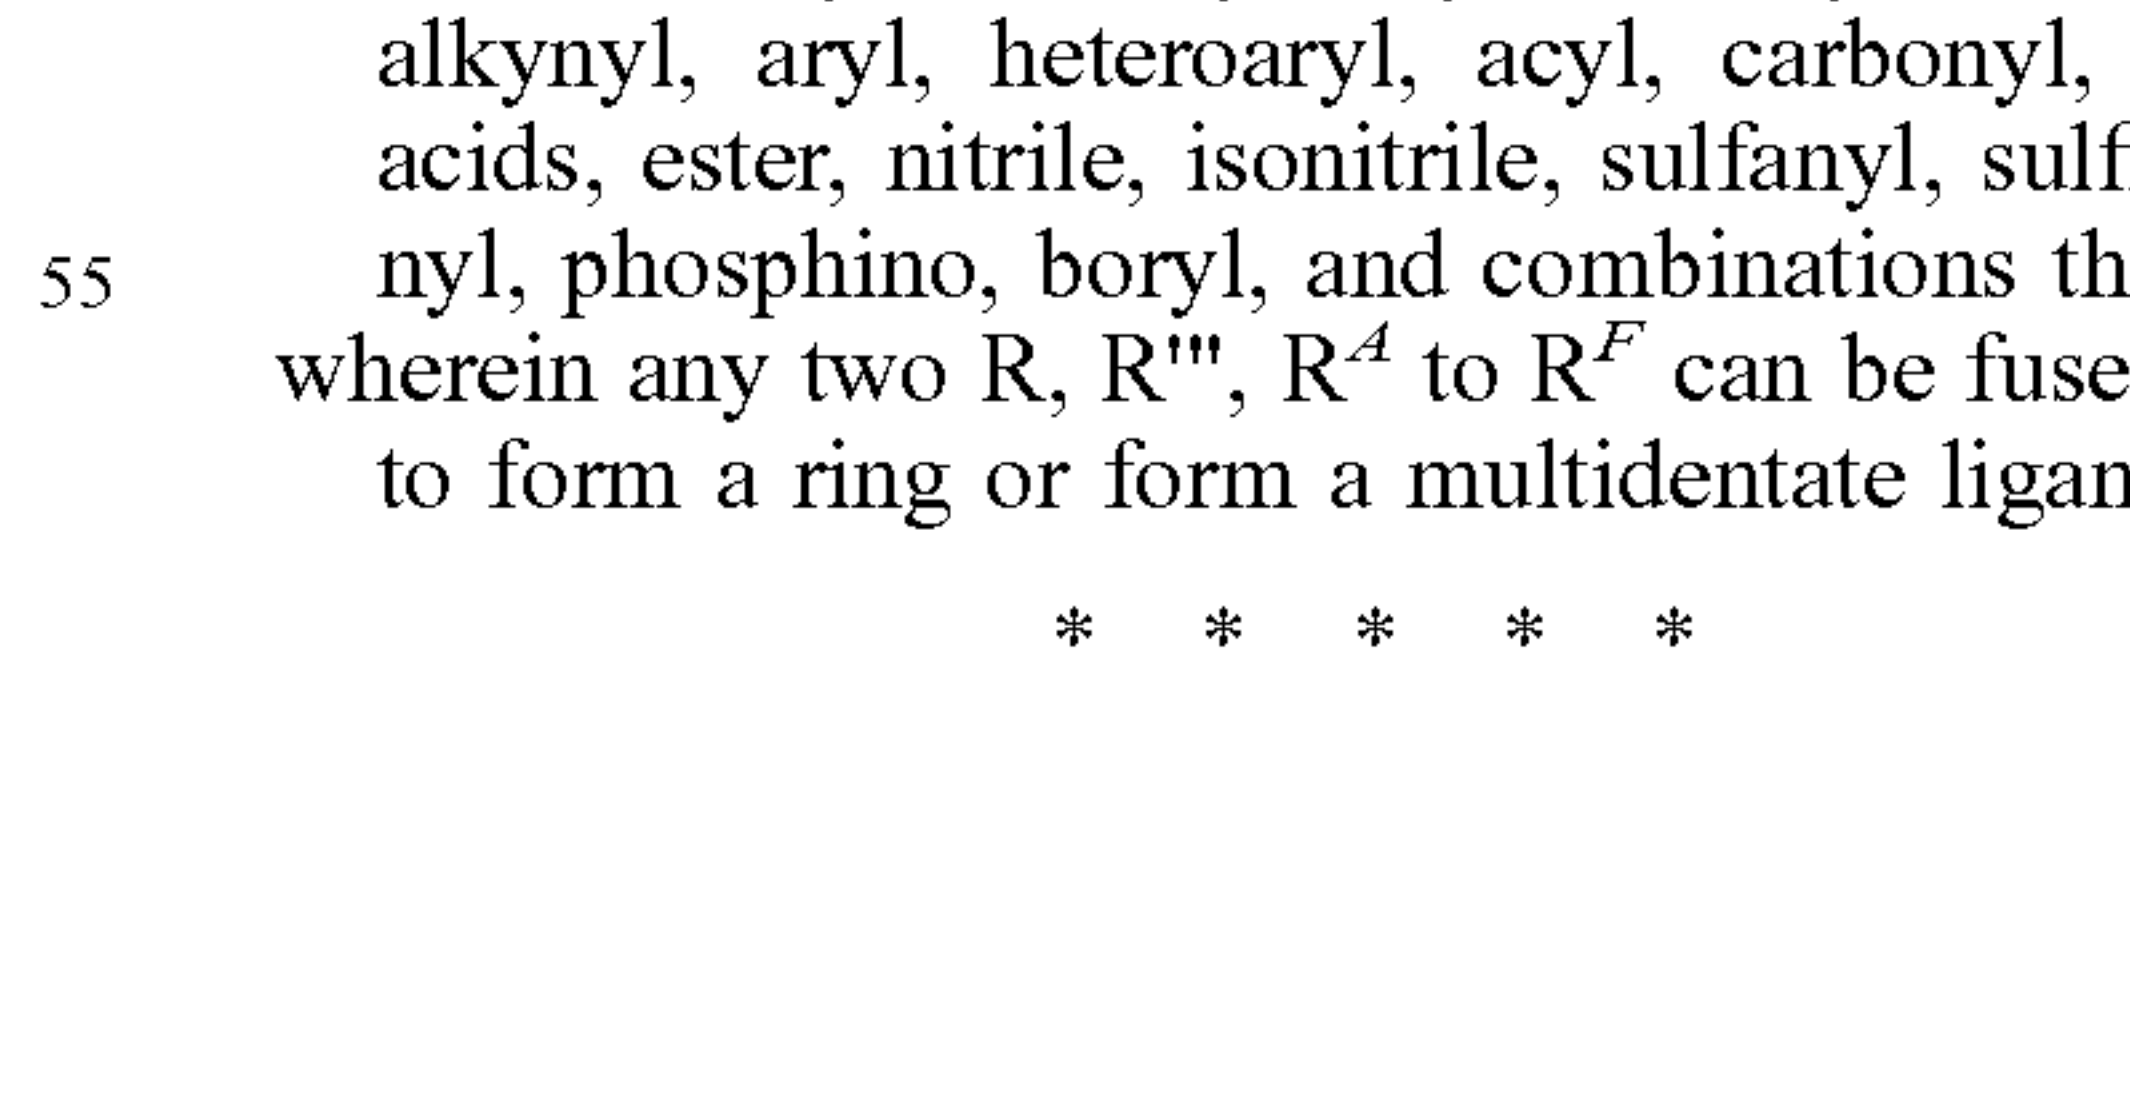 alkynyl, aryl, heteroaryl, acyl, carbonyl,
acids, ester, nitrile, isonitrile, sulfanyl,
55 nyl, phosphino, boryl, and combinations
wherein any two R, R''', R^A to R^F can be
to form a ring or form a multidentate
* * * * *